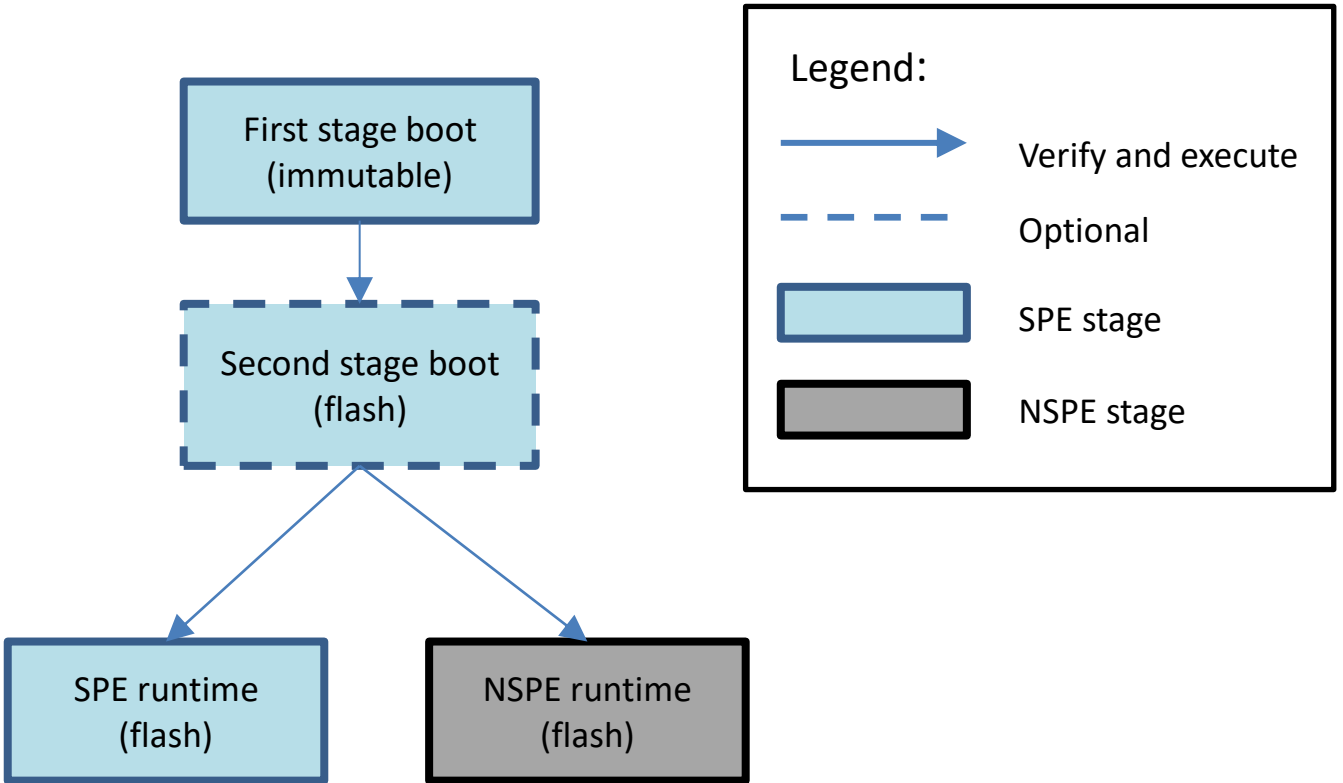 First stage boot
(immutable)
Second stage boot
(flash)
SPE runtime
(flash)
NSPE runtime
(flash)
Legend:
Verify and execute
Optional
SPE stage
NSPE stage